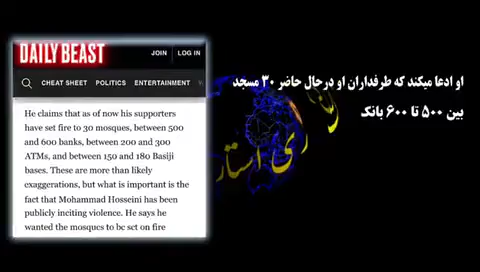 DAILY BEAST
JOIN LOG IN
CHEAT SHEET POLITICS ENTERTAINMENT
He claims that as of now his supporters
have set fire to 30 mosques, between 500
and 600 banks, between 200 and 300
ATMs, and between 150 and 180 Basiji
bases. These are more than likely
exaggerations, but what is important is the
fact that Mohammad Hosseini has been
publicly inciting violence. He says he
wanted the mosques to be set on fire
او ادعا میکند که طرفداران او درحال حاضر ۳۰ مسجد
بین ۵۰۰ تا ۶۰۰ بانک